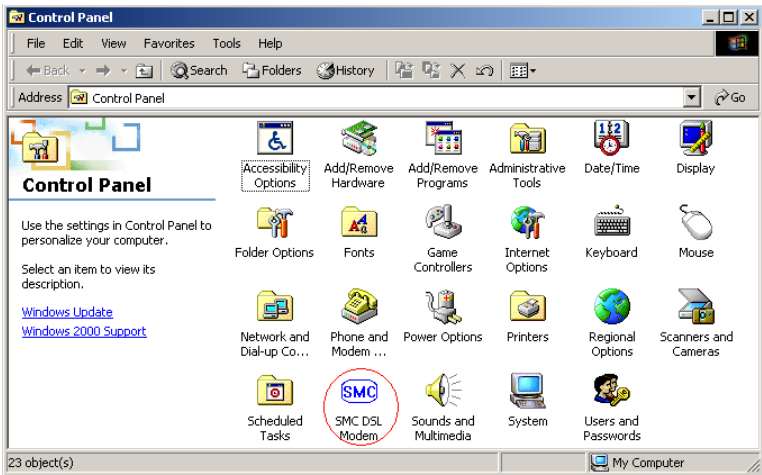 Control Panel
File Edit View Favorites Tools Help
Back Search Folders History
Address Control Panel Go
Control Panel
Use the settings in Control Panel to
personalize your computer.
Select an item to view its
description.
Windows Update
Windows 2000 Support
Accessibility
Options
Add/Remove
Hardware
Add/Remove
Programs
Administrative
Tools
12
Date/Time
Display
Folder Options
Fonts
Game
Controllers
Internet
Options
Keyboard
Mouse
Network and
Dial-up Co...
Phone and
Modem ...
Power Options
Printers
Regional
Options
Scanners and
Cameras
Scheduled
Tasks
SMC
SMC DSL
Modem
Sounds and
Multimedia
System
Users and
Passwords
23 object(s)
My Computer